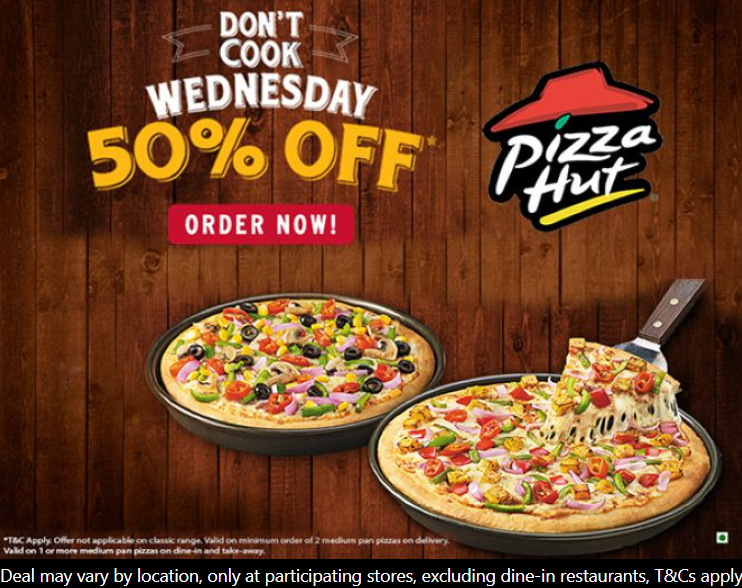 DON'T
COOK
WEDNESDAY
50% OFF*
ORDER NOW!
Pizza
Hut
®
*T&C Apply. Offer not applicable on classic range. Valid on minimum order of 2 medium pan pizzas on delivery.
Valid on 1 or more medium pan pizzas on dine-in and take-away.
Deal may vary by location, only at participating stores, excluding dine-in restaurants, T&Cs apply